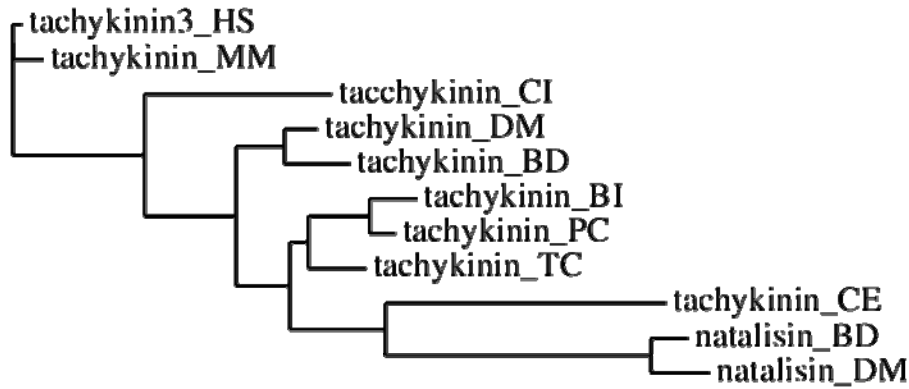 tachykinin3_HS
tachykinin_MM
tacchykinin_CI
tachykinin_DM
tachykinin_BD
tachykinin_BI
tachykinin_PC
tachykinin_TC
tachykinin_CE
natalisin_BD
natalisin_DM